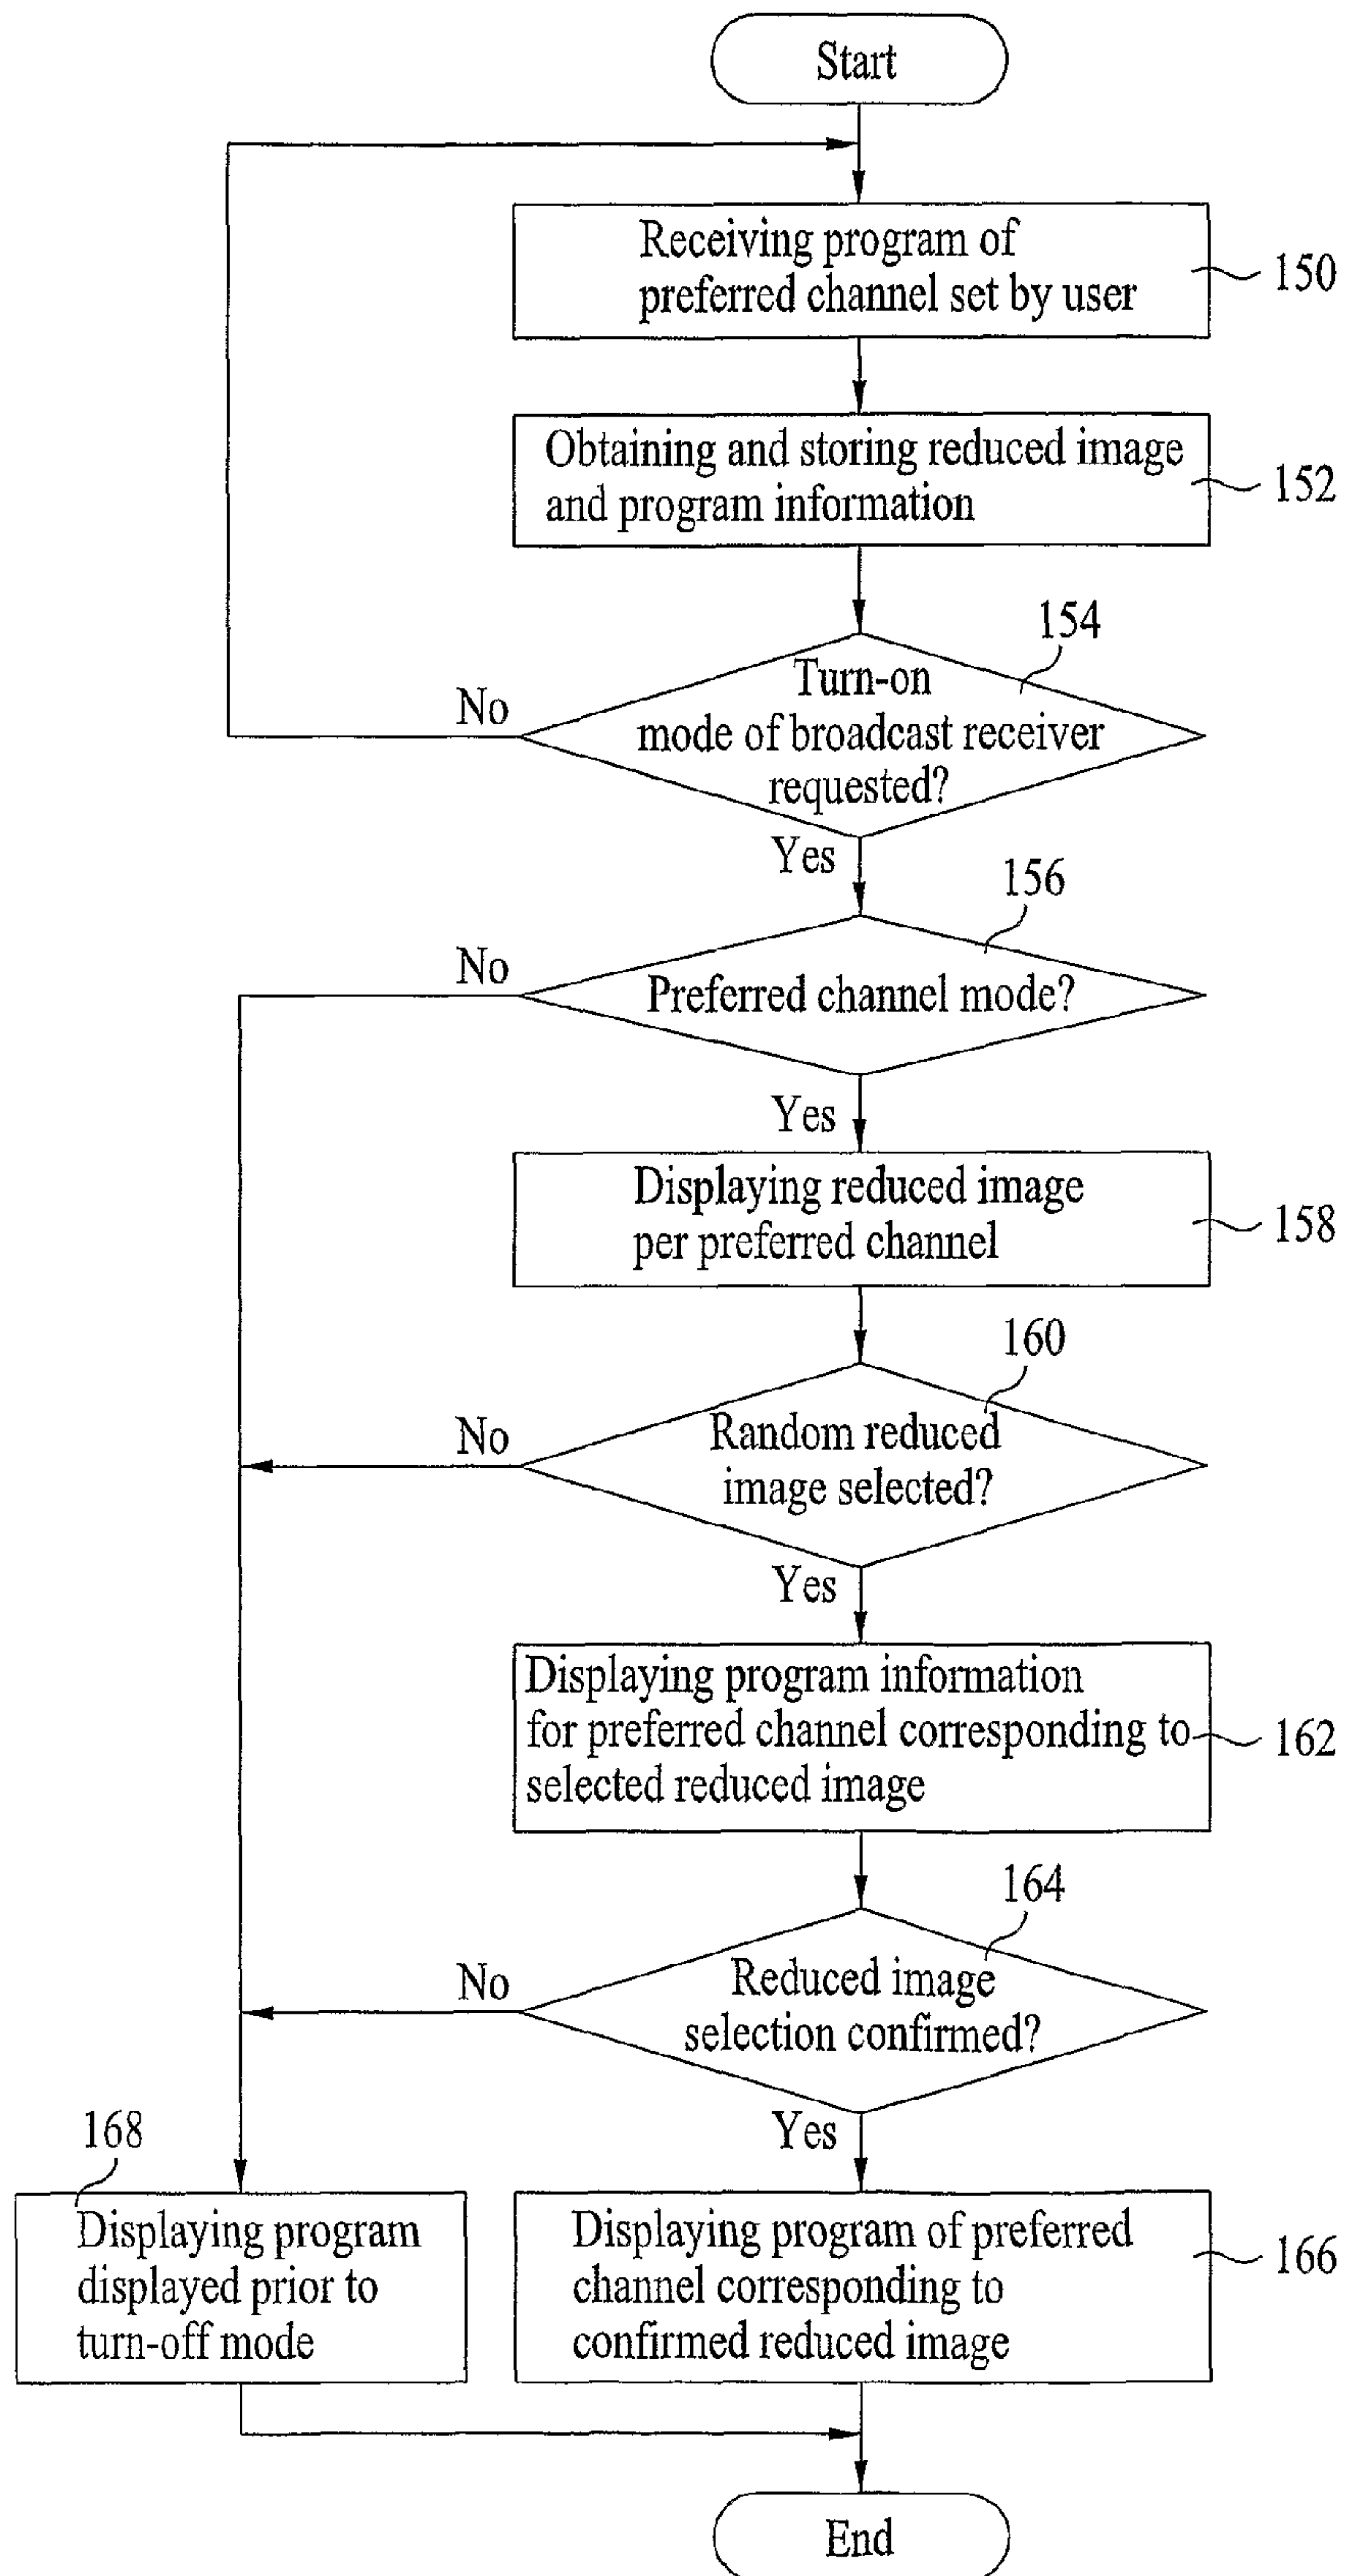 Start
Receiving program of
preferred channel set by user
150
Obtaining and storing reduced image
and program information
152
154
Turn-on
mode of broadcast receiver
requested?
No
Yes
156
Preferred channel mode?
No
Yes
Displaying reduced image
per preferred channel
158
160
Random reduced
image selected?
No
Yes
Displaying program information
for preferred channel corresponding to
selected reduced image
162
164
Reduced image
selection confirmed?
No
Yes
168
Displaying program
displayed prior to
turn-off mode
Displaying program of preferred
channel corresponding to
confirmed reduced image
166
End